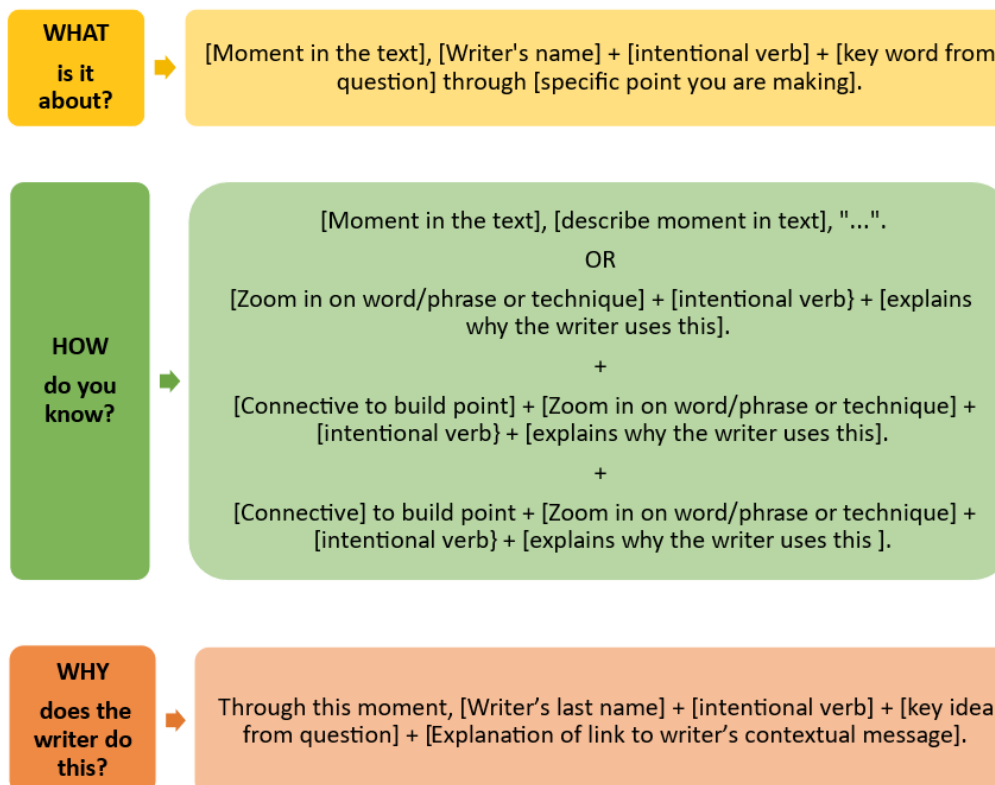 WHAT
is it
about?
[Moment in the text], [Writer's name] + [intentional verb] + [key word from
question] through [specific point you are making].
HOW
do you
know?
[Moment in the text], [describe moment in text], "...".
OR
[Zoom in on word/phrase or technique] + [intentional verb} + [explains
why the writer uses this].
+
[Connective to build point] + [Zoom in on word/phrase or technique] +
[intentional verb} + [explains why the writer uses this].
+
[Connective] to build point + [Zoom in on word/phrase or technique] +
[intentional verb} + [explains why the writer uses this ].
WHY
does the
writer do
this?
Through this moment, [Writer’s last name] + [intentional verb] + [key idea
from question] + [Explanation of link to writer’s contextual message].